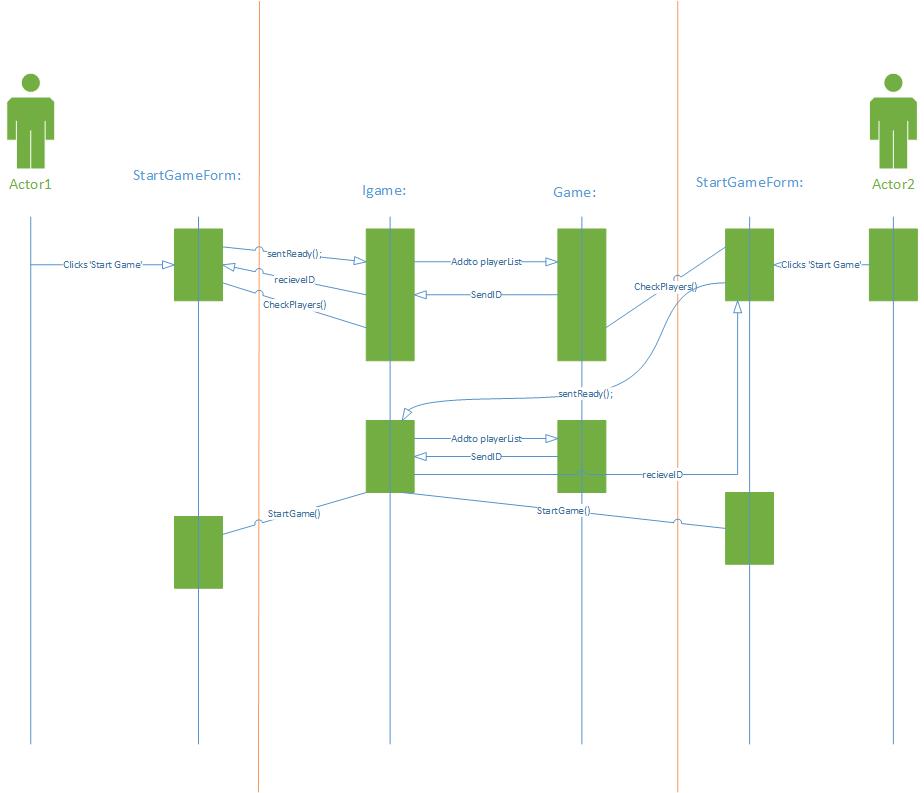 Actor1
StartGameForm:
Igame:
Game:
StartGameForm:
Actor2
Clicks 'Start Game'
sentReady();
recieveID
CheckPlayers()
Addto playerList
SendID
CheckPlayers()
Clicks 'Start Game'
sentReady();
Addto playerList
SendID
recieveID
StartGame()
StartGame()